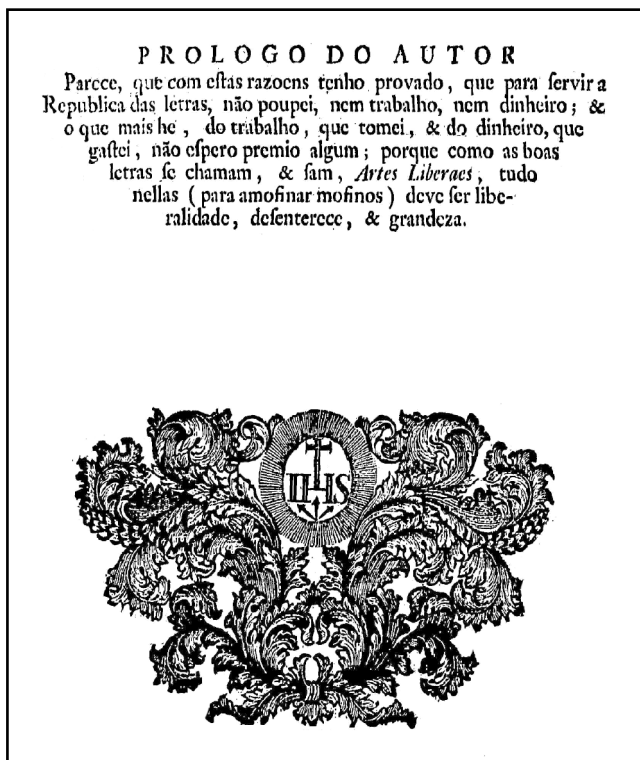 PROLOGO DO AUTOR
Parece, que com eſtas razoens tenho provado, que para ſervir a
Republica das letras, não poupei, nem trabalho, nem dinheiro; &
o que mais he, do trabalho, que tomei, & do dinheiro, que
gaſtei, não eſpero premio algum; porque como as boas
letras ſe chamam, & ſam, Artes Liberaes, tudo
nellas (para amofinar mofinos) deve ſer libe-
ralidade, deſenterece, & grandeza.
IHS